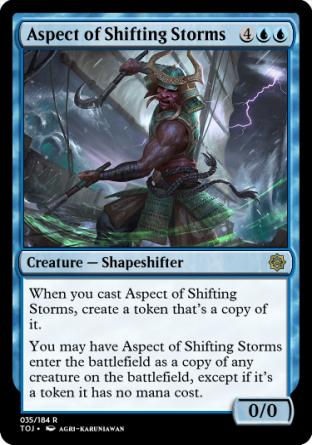 Aspect of Shifting Storms 4
Creature — Shapeshifter
When you cast Aspect of Shifting
Storms, create a token that's a copy of
it.
You may have Aspect of Shifting Storms
enter the battlefield as a copy of any
creature on the battlefield, except if it's
a token it has no mana cost.
0/0
035/184 R
TOJ • AGRI-KARUNIAWAN